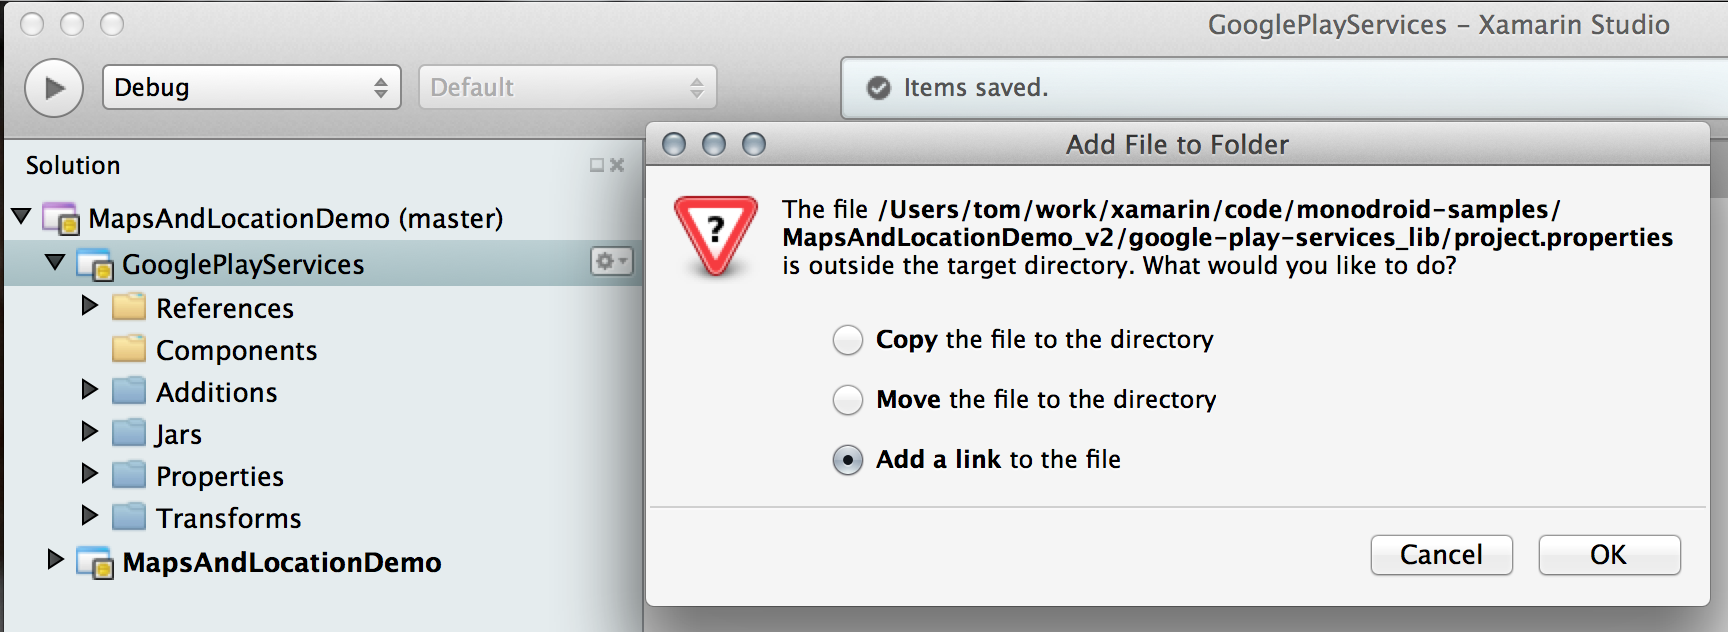 GooglePlayServices – Xamarin Studio
Debug
Default
Items saved.
Solution
MapsAndLocationDemo (master)
GooglePlayServices
References
Components
Additions
Jars
Properties
Transforms
MapsAndLocationDemo
Add File to Folder
?
The file /Users/tom/work/xamarin/code/monodroid-samples/
MapsAndLocationDemo_v2/google-play-services_lib/project.properties
is outside the target directory. What would you like to do?
Copy the file to the directory
Move the file to the directory
Add a link to the file
Cancel
OK